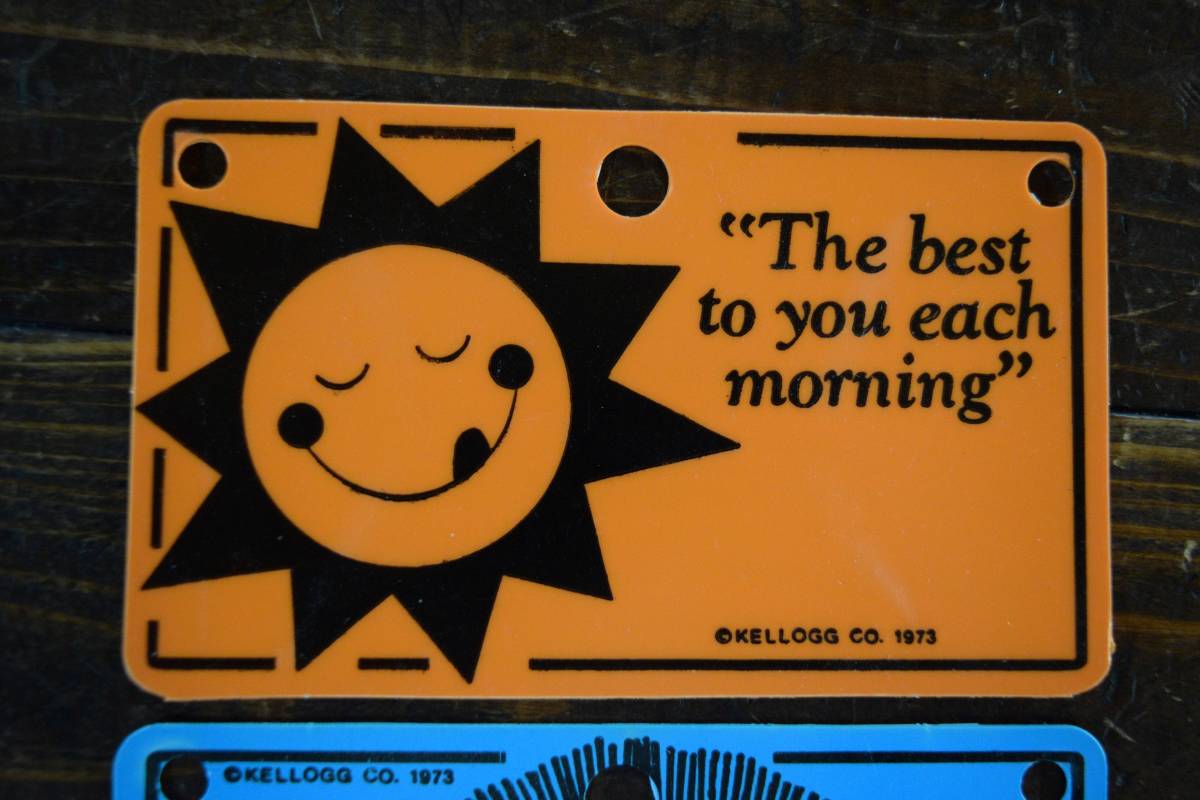 “The best
to you each
morning”
©KELLOGG CO. 1973
©KELLOGG CO. 1973